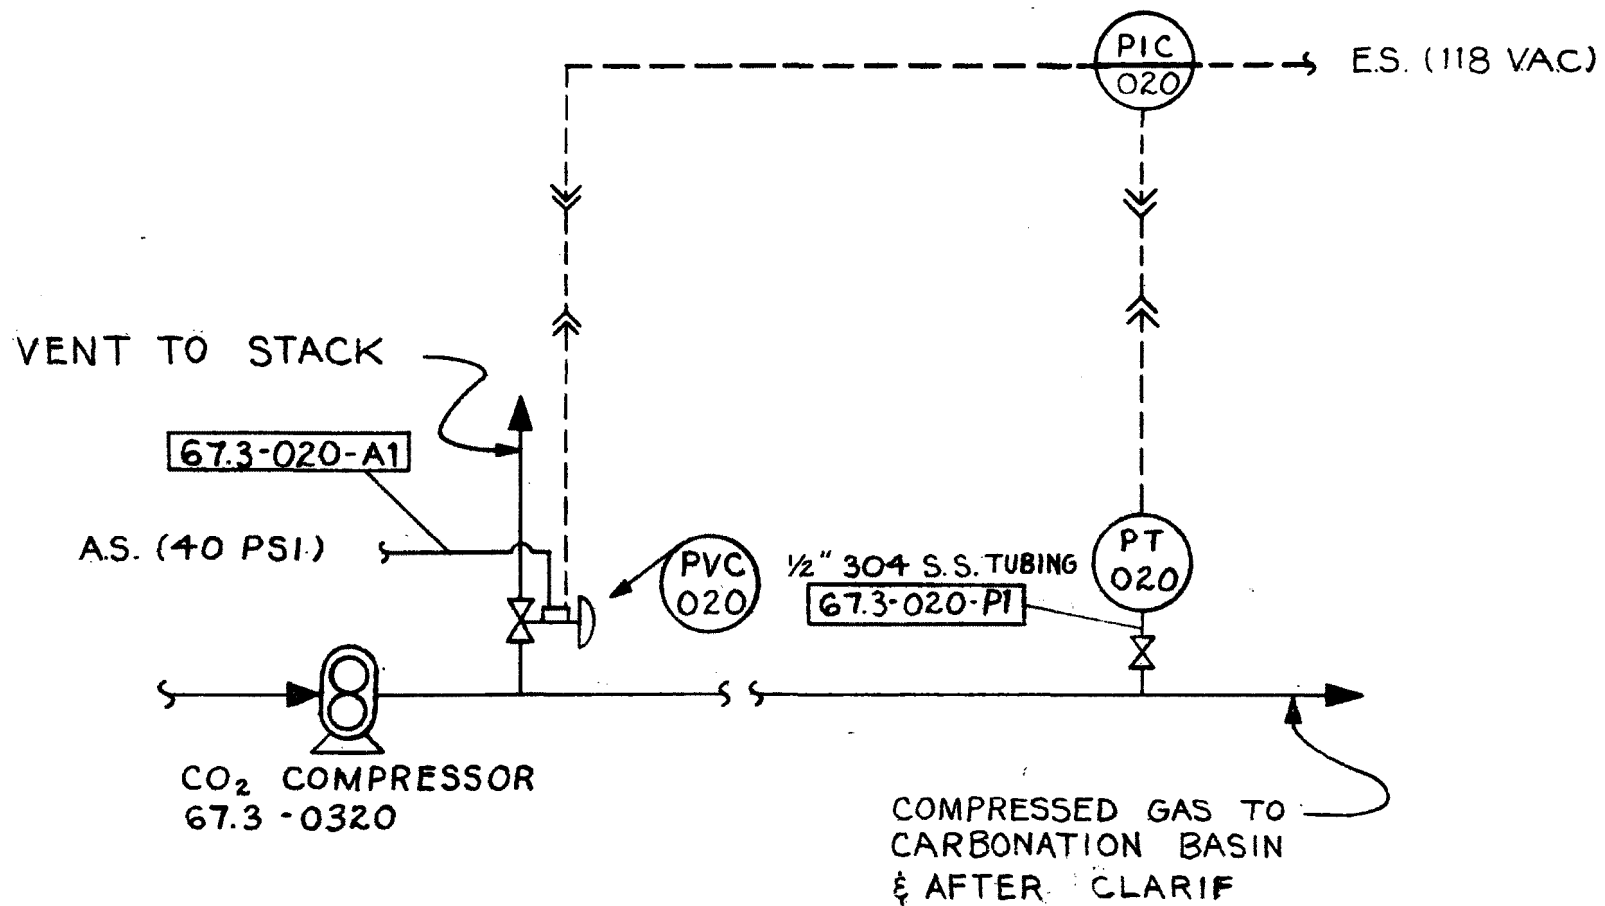 PIC
020
E.S. (118 V.A.C)
VENT TO STACK
67.3-020-A1
A.S. (40 PSI.)
PVC
020
1/2" 304 S.S. TUBING
67.3-020-P1
PT
020
CO₂ COMPRESSOR
67.3 -0320
COMPRESSED GAS TO
CARBONATION BASIN
& AFTER CLARIF